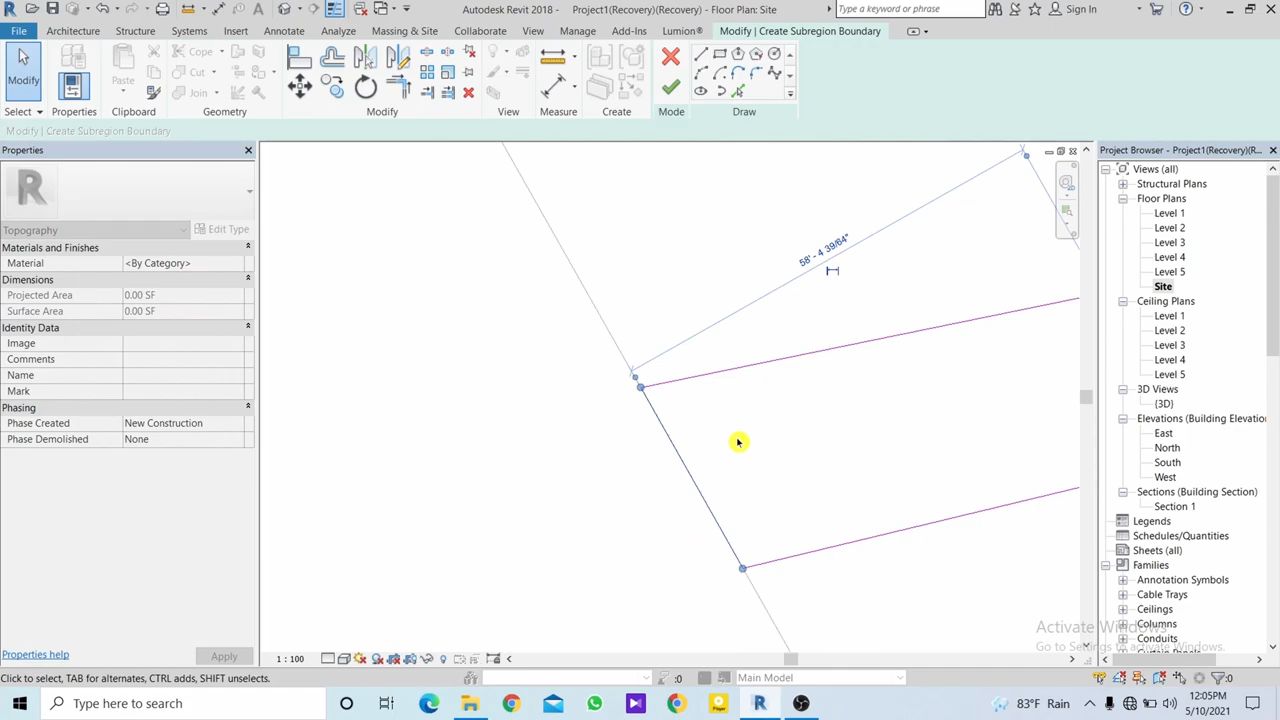 Autodesk Revit 2018 - Project1(Recovery)(Recovery) - Floor Plan: Site
Type a keyword or phrase
Sign In
File Architecture Structure Systems Insert Annotate Analyze Massing & Site Collaborate View Manage Add-Ins Lumion® Modify | Create Subregion Boundary
Modify Paste Cope Cut Join
Select Properties Clipboard Geometry Modify View Measure Create Mode Draw
Modify | Create Subregion Boundary
Properties
Topography Edit Type
Materials and Finishes
Material <By Category>
Dimensions
Projected Area 0.00 SF
Surface Area 0.00 SF
Identity Data
Image
Comments
Name
Mark
Phasing
Phase Created New Construction
Phase Demolished None
Properties help Apply
58' - 4 39/64"
Project Browser - Project1(Recovery)(R...
Views (all)
Structural Plans
Floor Plans
Level 1
Level 2
Level 3
Level 4
Level 5
Site
Ceiling Plans
Level 1
Level 2
Level 3
Level 4
Level 5
3D Views
{3D}
Elevations (Building Elevatio
East
North
South
West
Sections (Building Section)
Section 1
Legends
Schedules/Quantities
Sheets (all)
Families
Annotation Symbols
Cable Trays
Ceilings
Columns
Conduits
Activate Windows
Go to Settings to activate Windows.
1 : 100
Click to select, TAB for alternates, CTRL adds, SHIFT unselects.
:0
Main Model
:0
Type here to search
83°F Rain
12:05PM
5/10/2021